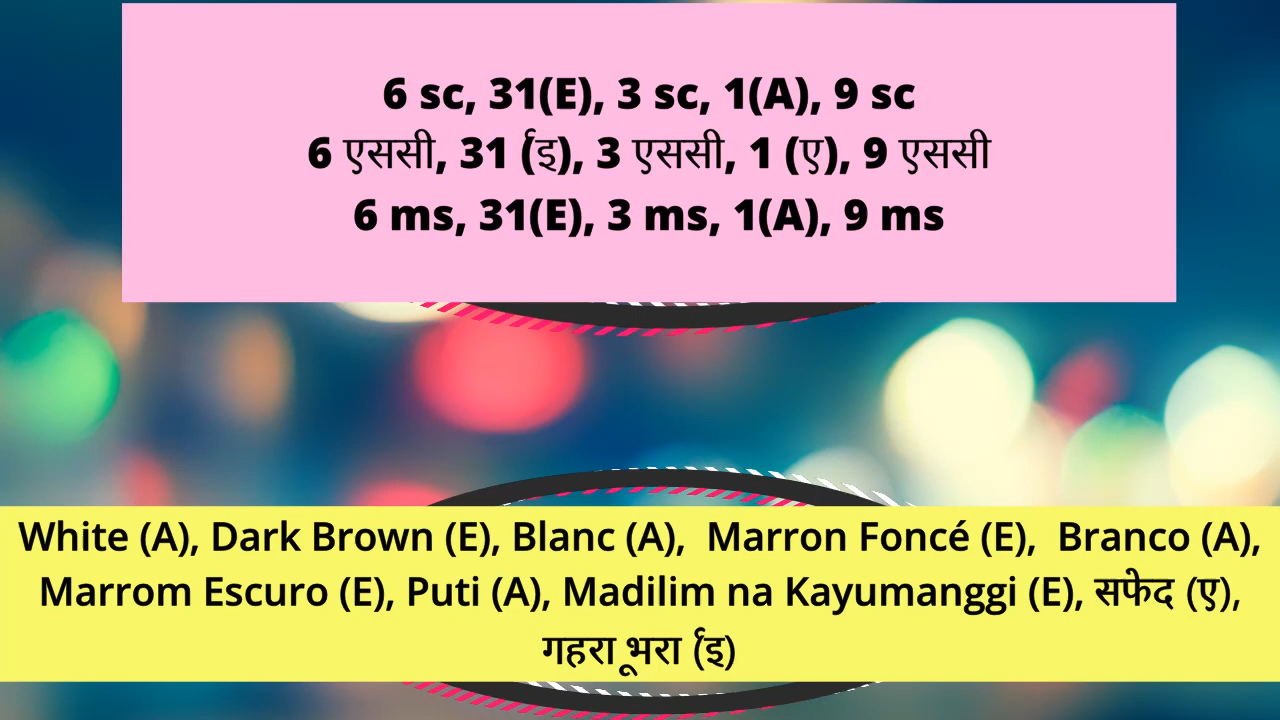 6 sc, 31(E), 3 sc, 1(A), 9 sc
6 एससी, 31 (ई), 3 एससी, 1 (ए), 9 एससी
6 ms, 31(E), 3 ms, 1(A), 9 ms
White (A), Dark Brown (E), Blanc (A), Marron Foncé (E), Branco (A),
Marrom Escuro (E), Puti (A), Madilim na Kayumanggi (E), सफेद (ए),
गहरा भूरा (ई)